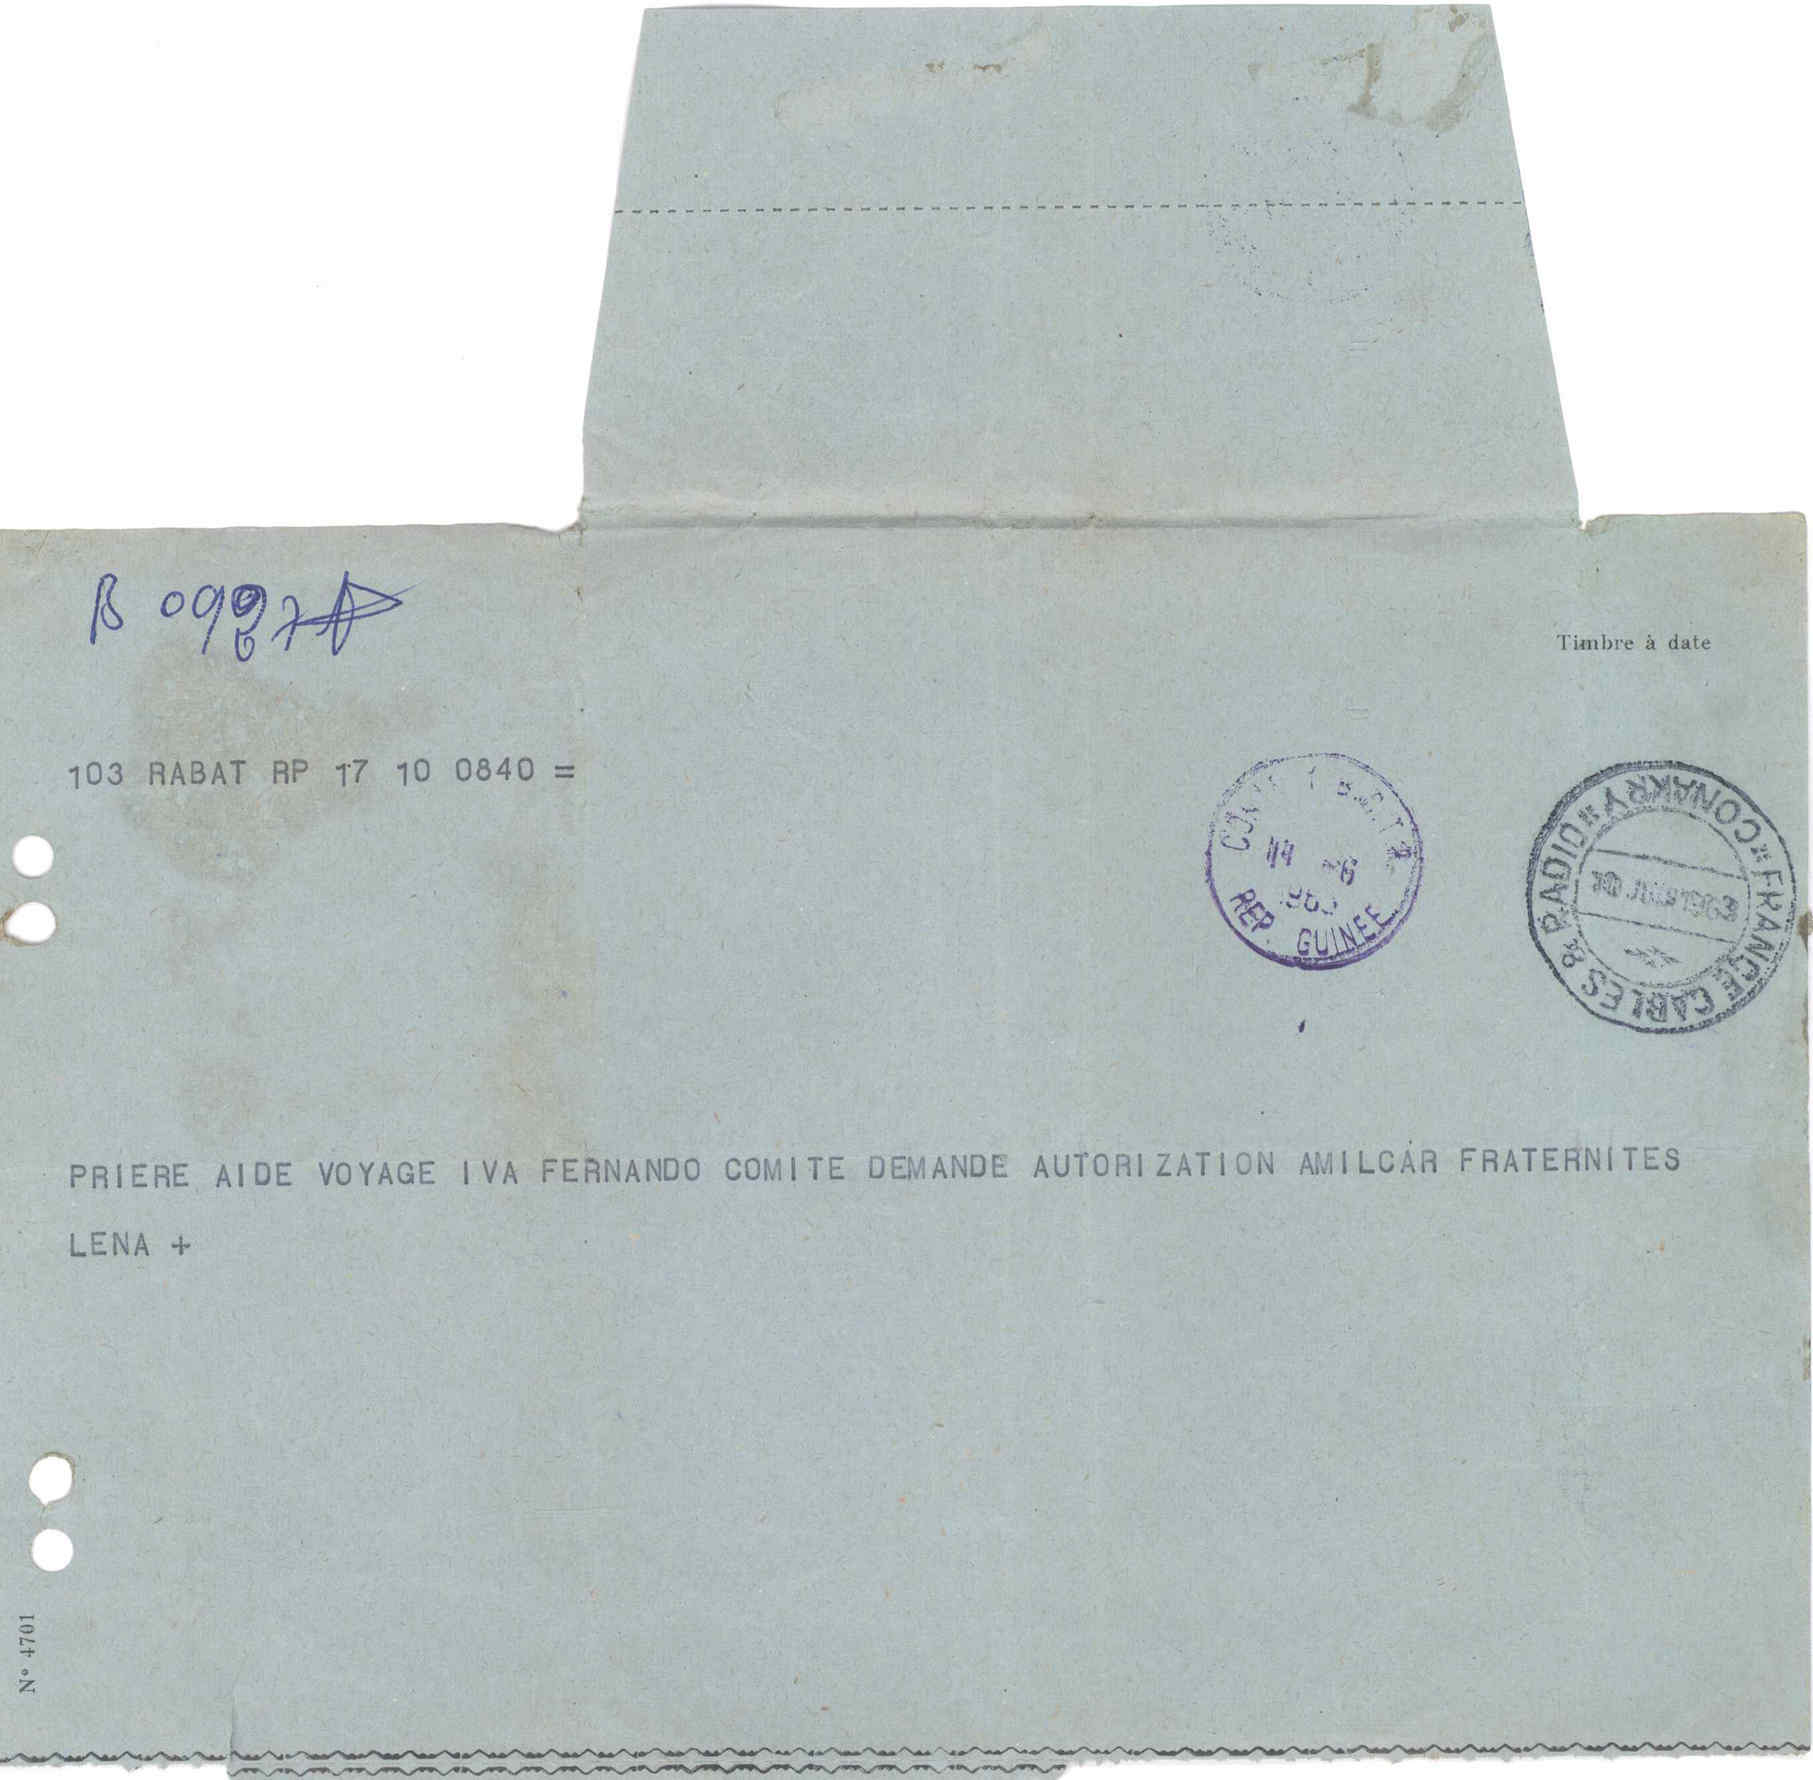 Timbre à date
103 RABAT RP 17 10 0840 =
REP. GUINEE
FRANCE CABLES & RADIO * CONAKRY *
PRIERE AIDE VOYAGE IVA FERNANDO COMITE DEMANDE AUTORIZATION AMILCAR FRATERNITES
LENA +
N° 4701